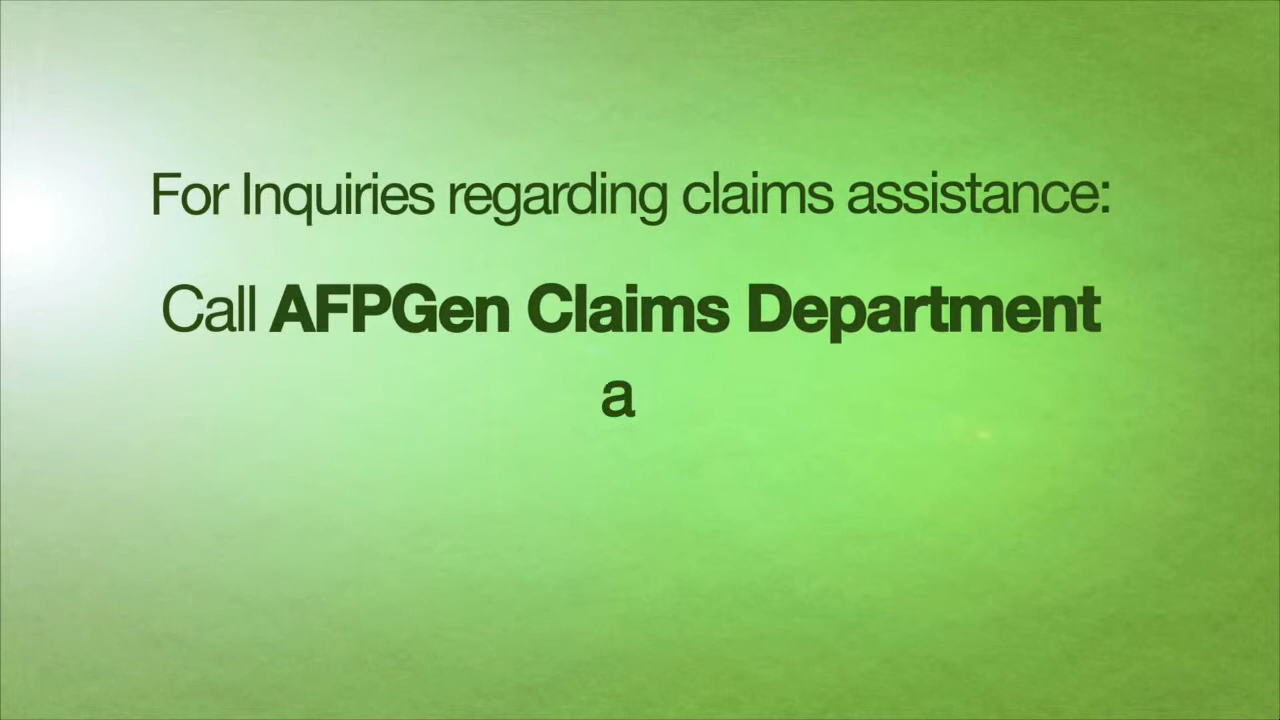 For Inquiries regarding claims assistance:
Call AFPGen Claims Department
a